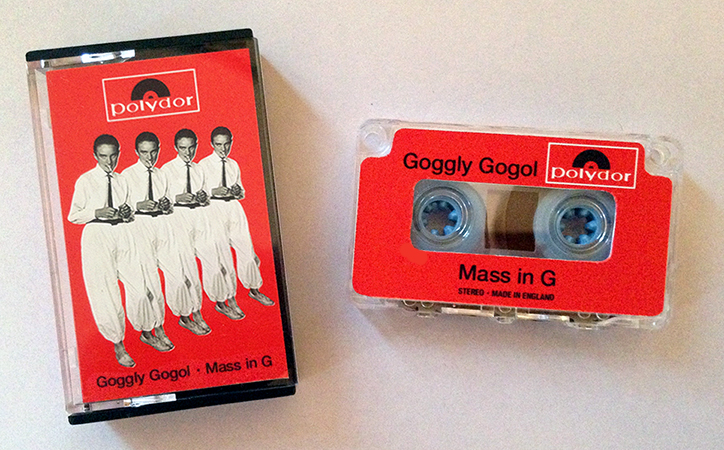 polydor
Goggly Gogol · Mass in G
Goggly Gogol
polydor
Mass in G
STEREO · MADE IN ENGLAND